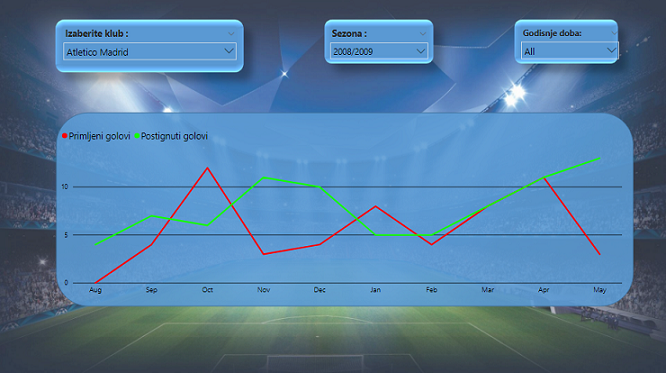 Izaberite klub :
Atletico Madrid
Sezona :
2008/2009
Godisnje doba:
All
Primljeni golovi Postignuti golovi
10
5
0
Aug Sep Oct Nov Dec Jan Feb Mar Apr May